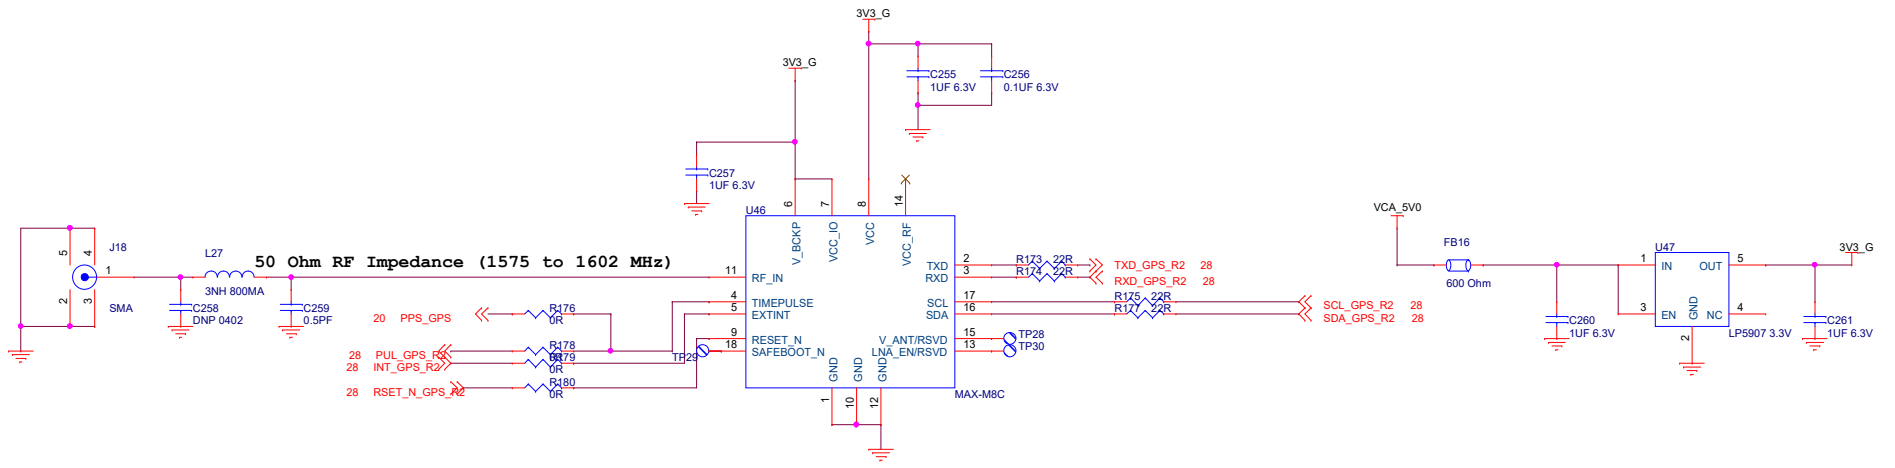 3V3_G
3V3_G
C255
1UF 6.3V
C256
0.1UF 6.3V
C257
1UF 6.3V
6
7
8
14
U46
V_BCKP
VCC_IO
VCC
VCC_RF
VCA_5V0
FB16
600 Ohm
U47
3V3_G
1
IN
OUT
5
3
EN
GND
NC
4
2
LP5907 3.3V
C260
1UF 6.3V
C261
1UF 6.3V
J18
5
4
1
2
3
SMA
L27
3NH 800MA
50 Ohm RF Impedance (1575 to 1602 MHz)
C258
DNP 0402
C259
0.5PF
11
RF_IN
4
TIMEPULSE
5
EXTINT
9
RESET_N
18
SAFEBOOT_N
TXD
2
R173
22R
TXD_GPS_R2 28
RXD
3
R174
22R
RXD_GPS_R2 28
SCL
17
R175
22R
SCL_GPS_R2 28
SDA
16
R177
22R
SDA_GPS_R2 28
V_ANT/RSVD
15
TP28
LNA_EN/RSVD
13
TP30
20 PPS_GPS
R176
0R
28 PUL_GPS_R2
R178
0R
28 INT_GPS_R2
R179
0R
28 RSET_N_GPS_R2
R180
0R
TP29
GND
GND
GND
1
10
12
MAX-M8C